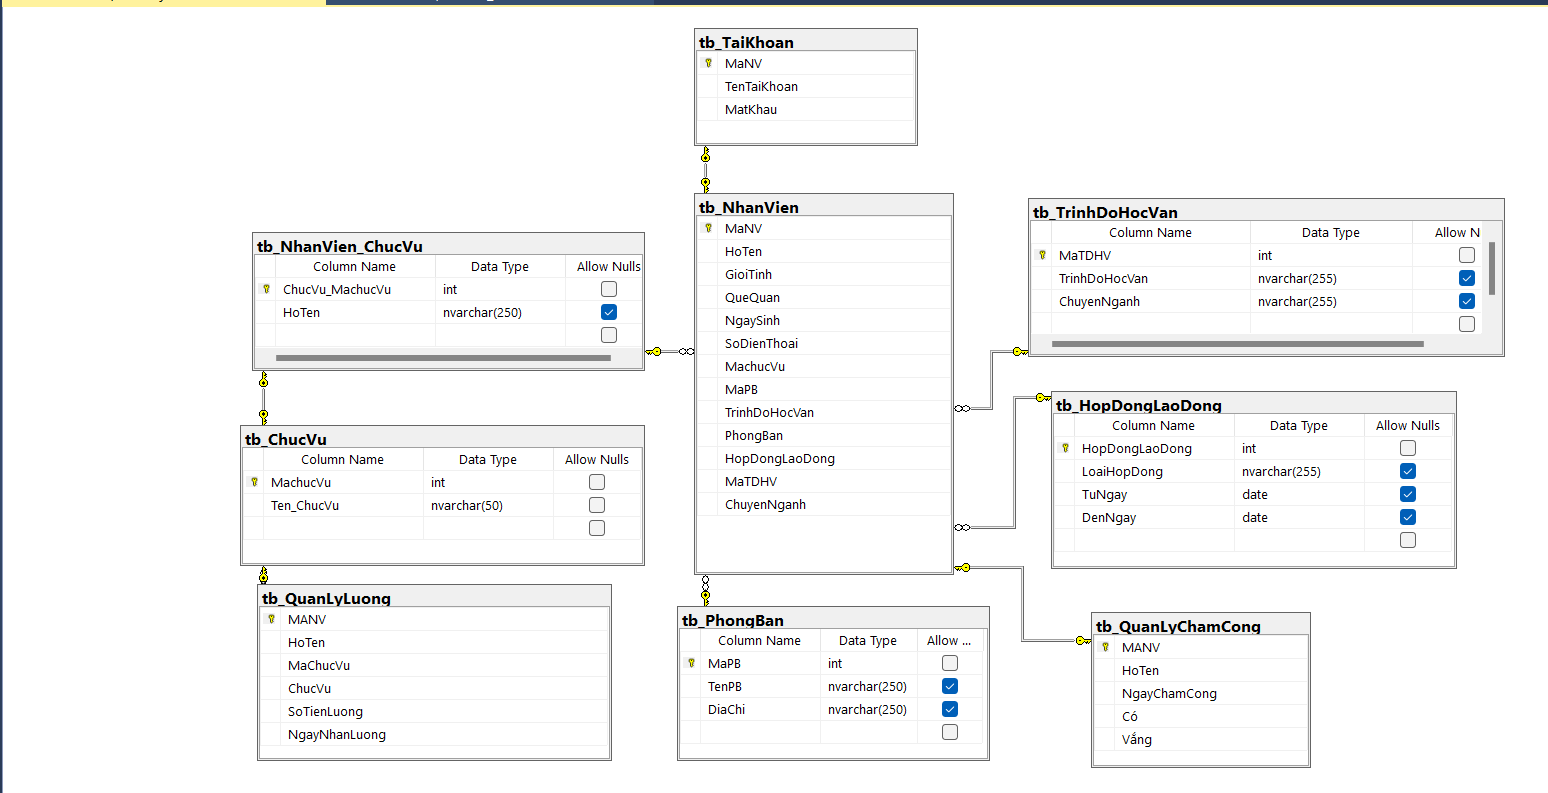 tb_TaiKhoan
MaNV
TenTaiKhoan
MatKhau
tb_NhanVien
MaNV
HoTen
GioiTinh
QueQuan
NgaySinh
SoDienThoai
MachucVu
MaPB
TrinhDoHocVan
PhongBan
HopDongLaoDong
MaTDHV
ChuyenNganh
tb_TrinhDoHocVan
Column Name Data Type Allow N
MaTDHV int
TrinhDoHocVan nvarchar(255)
ChuyenNganh nvarchar(255)
tb_NhanVien_ChucVu
Column Name Data Type Allow Nulls
ChucVu_MachucVu int
HoTen nvarchar(250)
tb_HopDongLaoDong
Column Name Data Type Allow Nulls
HopDongLaoDong int
LoaiHopDong nvarchar(255)
TuNgay date
DenNgay date
tb_ChucVu
Column Name Data Type Allow Nulls
MachucVu int
Ten_ChucVu nvarchar(50)
tb_QuanLyLuong
MANV
HoTen
MaChucVu
ChucVu
SoTienLuong
NgayNhanLuong
tb_PhongBan
Column Name Data Type Allow ...
MaPB int
TenPB nvarchar(250)
DiaChi nvarchar(250)
tb_QuanLyChamCong
MANV
HoTen
NgayChamCong
Có
Vắng